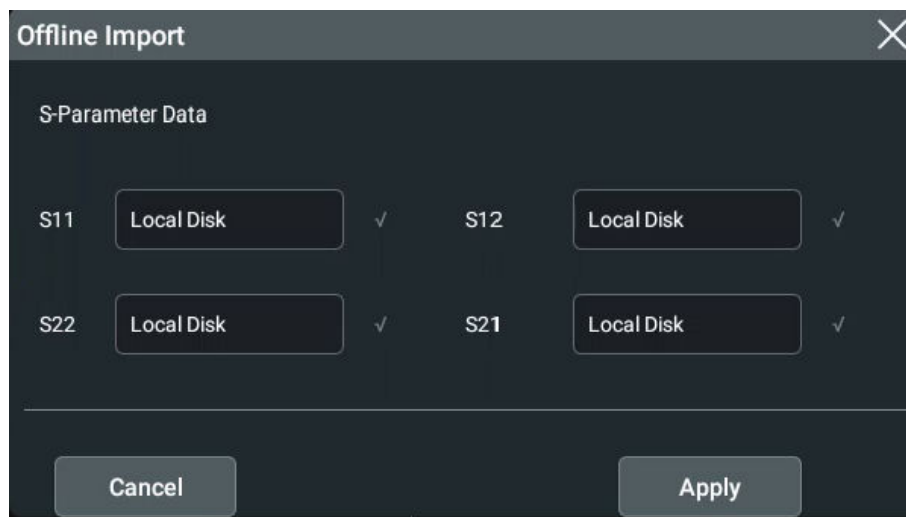 Offline Import
S-Parameter Data
S11 Local Disk √ S12 Local Disk √
S22 Local Disk √ S21 Local Disk √
Cancel Apply